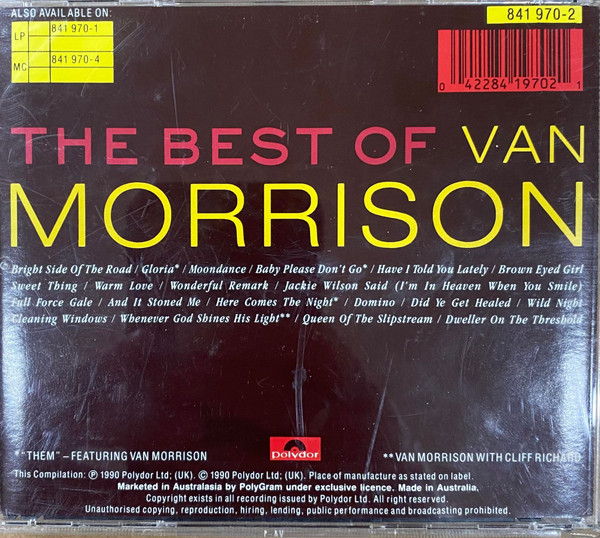 ALSO AVAILABLE ON:
LP 841 970-1
MC 841 970-4
841 970-2
0 42284 19702 1
THE BEST OF VAN
MORRISON
Bright Side Of The Road / Gloria* / Moondance / Baby Please Don't Go* / Have I Told You Lately / Brown Eyed Girl
Sweet Thing / Warm Love / Wonderful Remark / Jackie Wilson Said (I'm In Heaven When You Smile)
Full Force Gale / And It Stoned Me / Here Comes The Night* / Domino / Did Ye Get Healed / Wild Night
Cleaning Windows / Whenever God Shines His Light** / Queen Of The Slipstream / Dweller On The Threshold
*"THEM" – FEATURING VAN MORRISON
Polydor
**VAN MORRISON WITH CLIFF RICHARD
This Compilation: ℗ 1990 Polydor Ltd; (UK). © 1990 Polydor Ltd; (UK). Place of manufacture as stated on label.
Marketed in Australasia by PolyGram under exclusive licence. Made in Australia.
Copyright exists in all recording issued by Polydor Ltd. All right reserved.
Unauthorised copying, reproduction, hiring, lending, public performance and broadcasting prohibited.